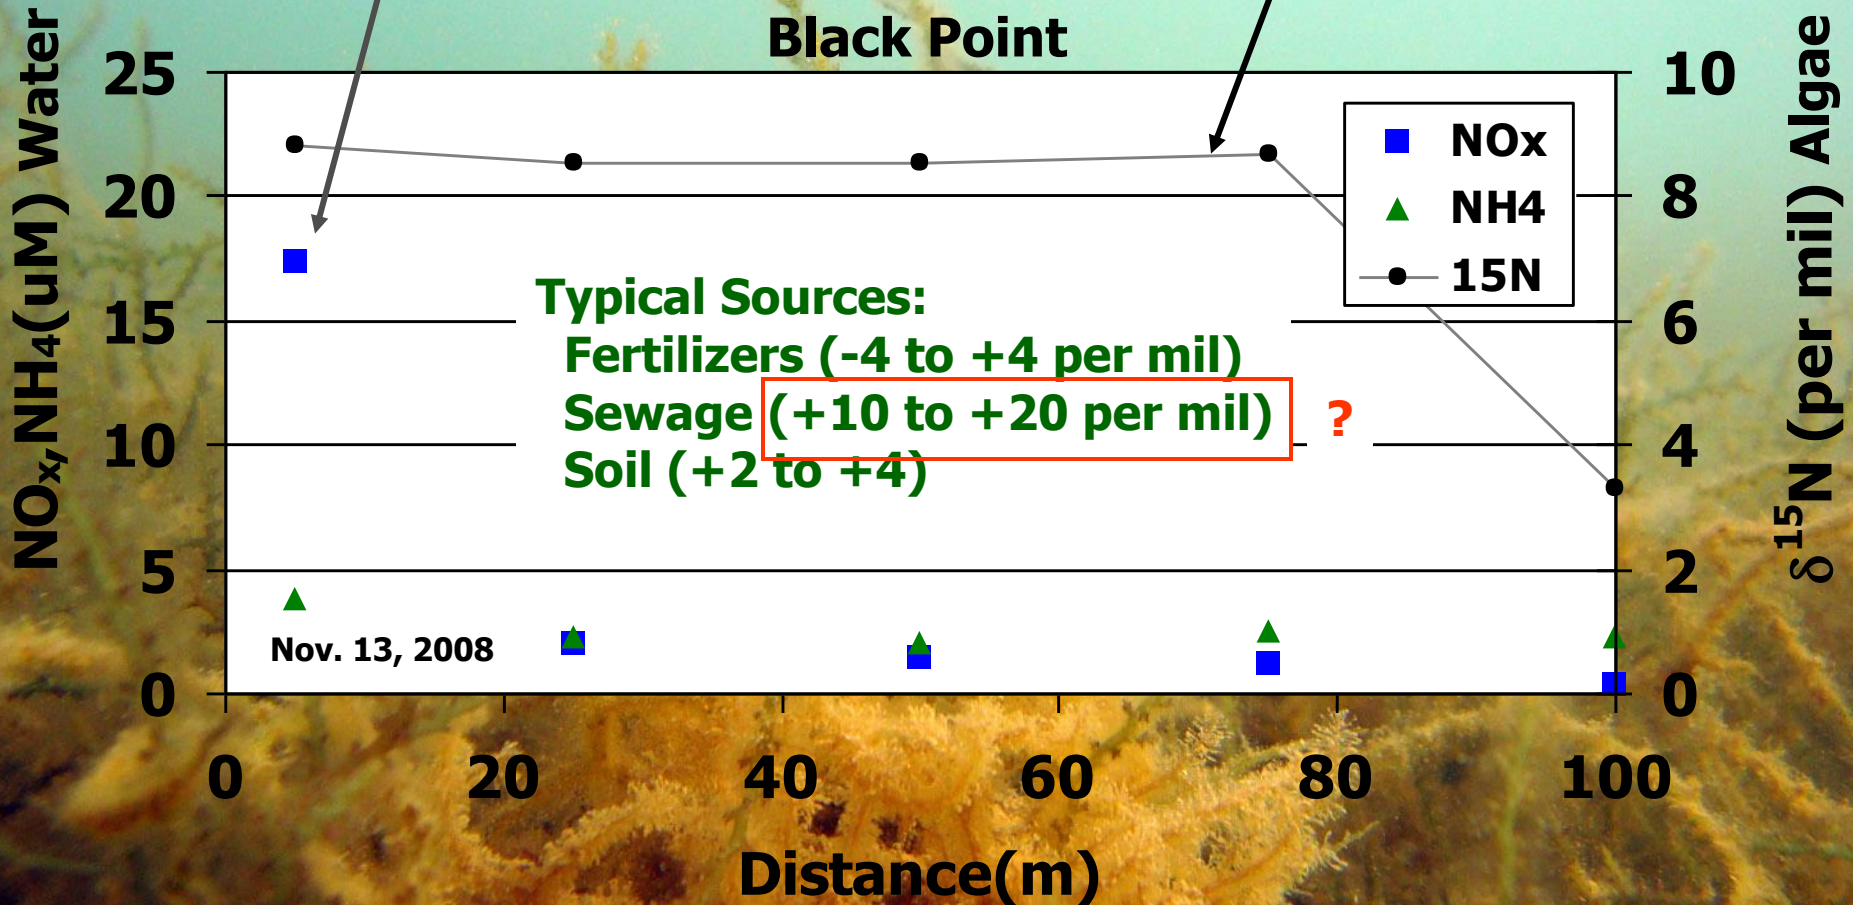 Black Point
NOx,NH4(uM) Water
25
20
15
10
5
0
10
8
6
4
2
0
δ 15N (per mil) Algae
NOx
NH4
15N
Typical Sources:
Fertilizers (-4 to +4 per mil)
Sewage (+10 to +20 per mil) ?
Soil (+2 to +4)
Nov. 13, 2008
0 20 40 60 80 100
Distance(m)